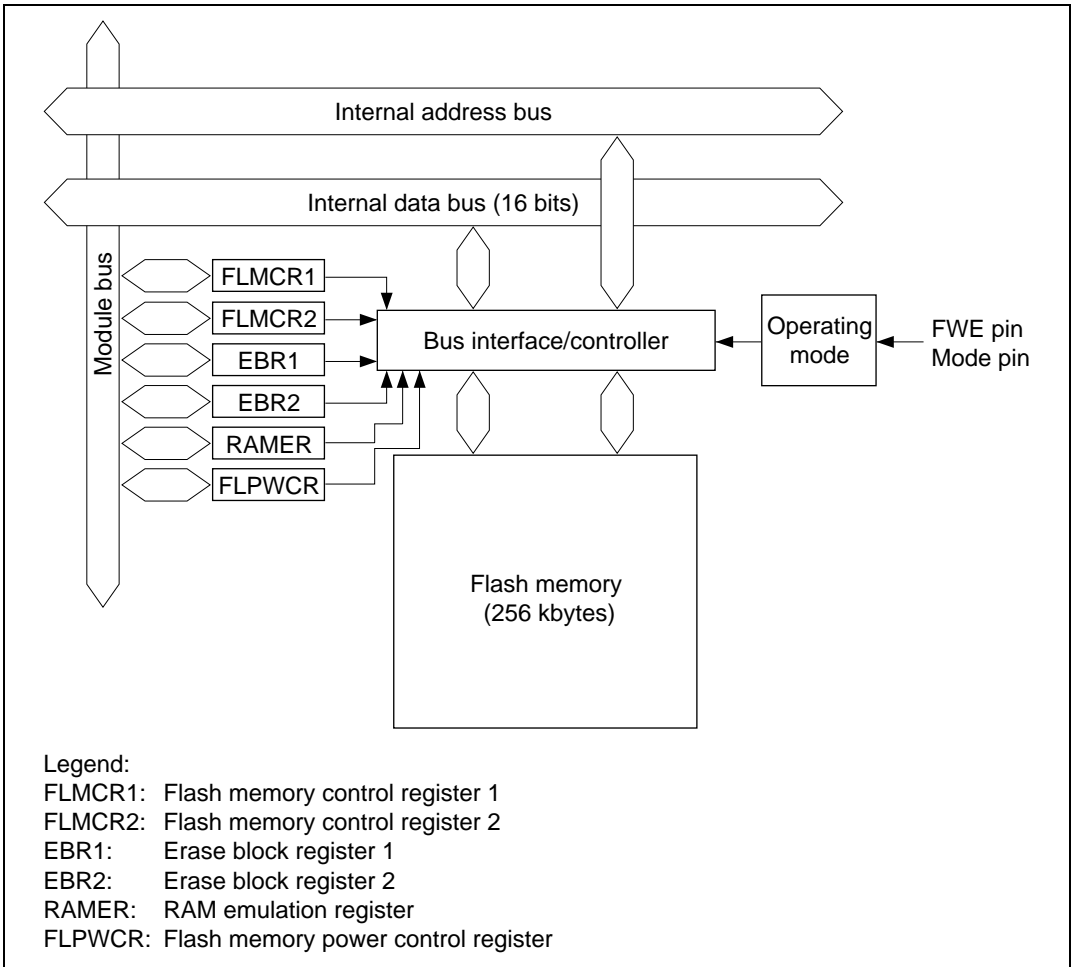 Internal address bus
Internal data bus (16 bits)
Module bus
FLMCR1
FLMCR2
EBR1
EBR2
RAMER
FLPWCR
Bus interface/controller
Operating
mode
FWE pin
Mode pin
Flash memory
(256 kbytes)
Legend:
FLMCR1: Flash memory control register 1
FLMCR2: Flash memory control register 2
EBR1: Erase block register 1
EBR2: Erase block register 2
RAMER: RAM emulation register
FLPWCR: Flash memory power control register